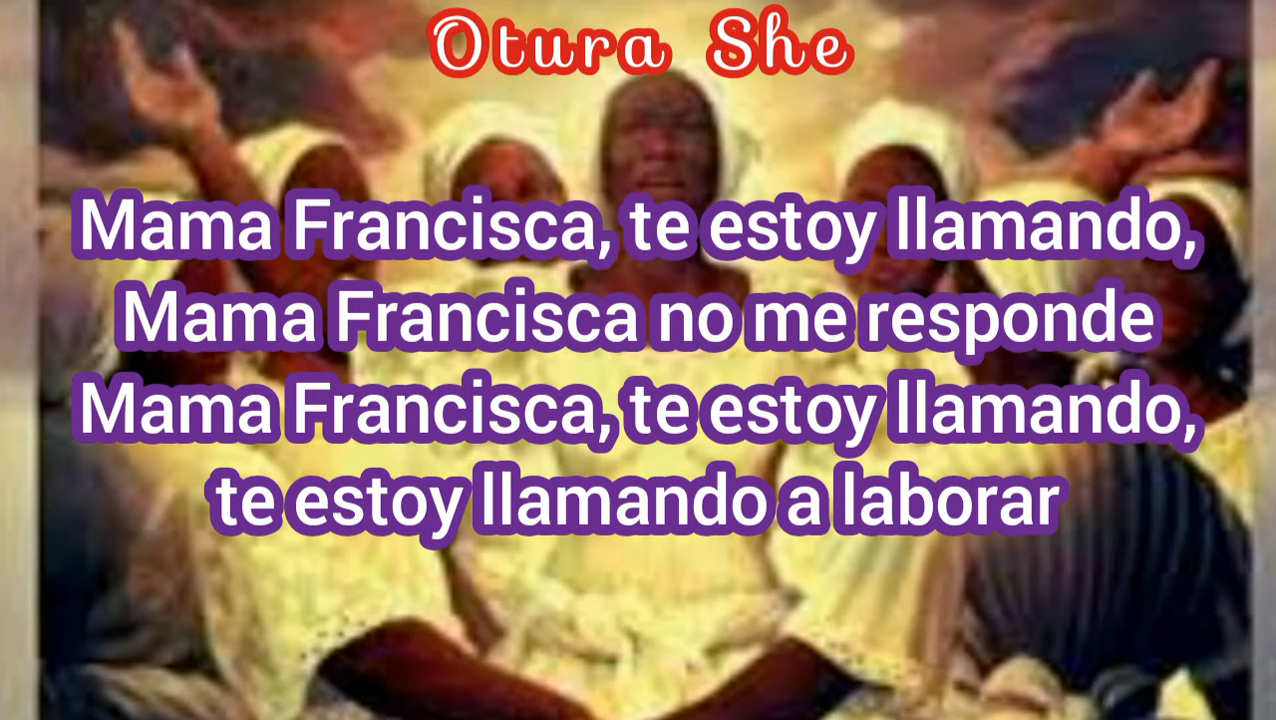 Otura She
Mama Francisca, te estoy llamando,
Mama Francisca no me responde
Mama Francisca, te estoy llamando,
te estoy llamando a laborar